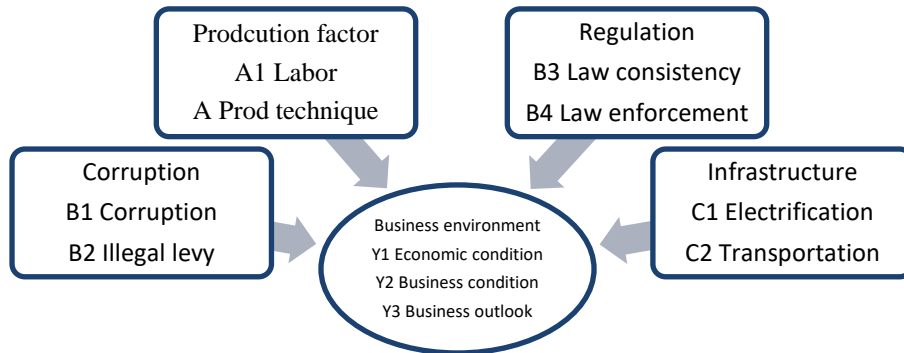 Prodcution factor
A1 Labor
A Prod technique
Regulation
B3 Law consistency
B4 Law enforcement
Corruption
B1 Corruption
B2 Illegal levy
Business environment
Y1 Economic condition
Y2 Business condition
Y3 Business outlook
Infrastructure
C1 Electrification
C2 Transportation